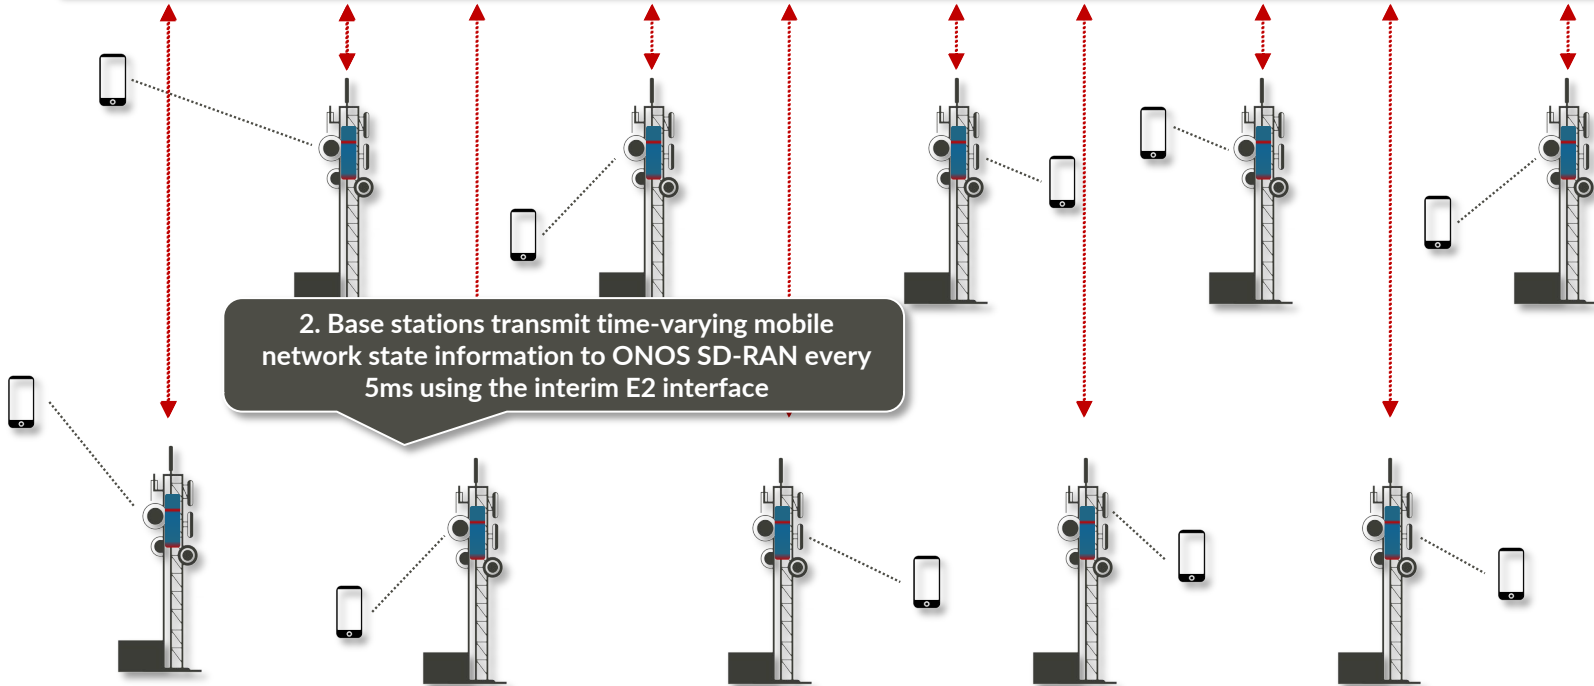 2. Base stations transmit time-varying mobile
network state information to ONOS SD-RAN every
5ms using the interim E2 interface